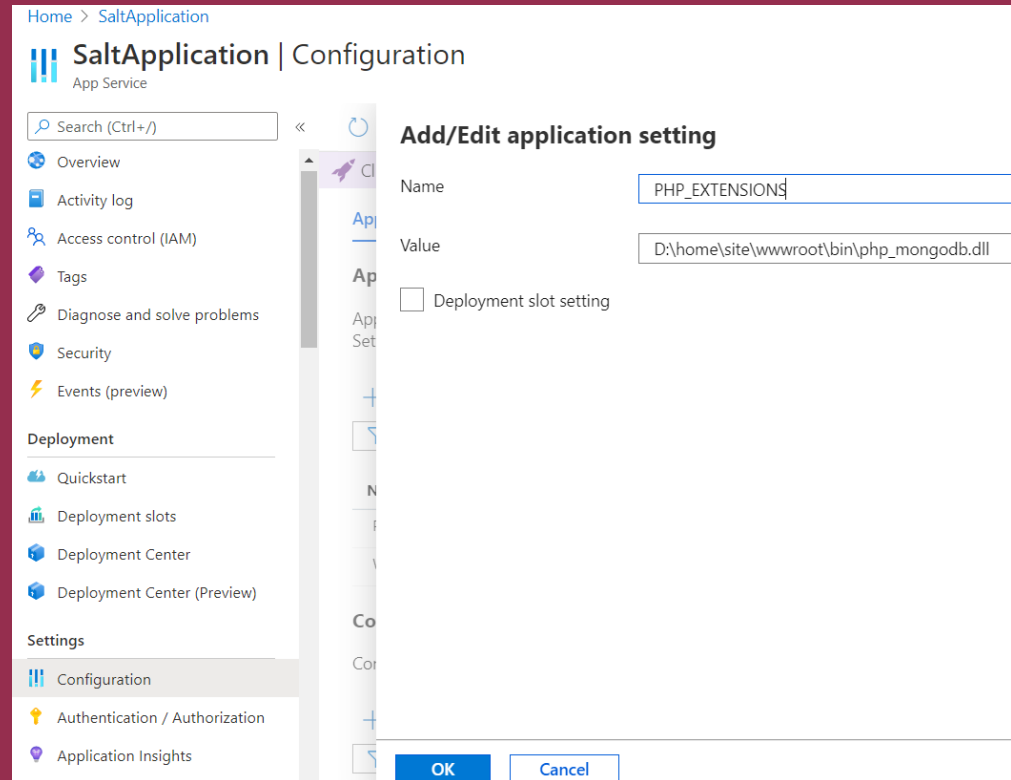 Home > SaltApplication
SaltApplication | Configuration
App Service
Search (Ctrl+/)
«
Overview
Activity log
Access control (IAM)
Tags
Diagnose and solve problems
Security
Events (preview)
Deployment
Quickstart
Deployment slots
Deployment Center
Deployment Center (Preview)
Settings
Configuration
Authentication / Authorization
Application Insights
Add/Edit application setting
Name
PHP_EXTENSIONS
Value
D:\home\site\wwwroot\bin\php_mongodb.dll
Deployment slot setting
OK
Cancel